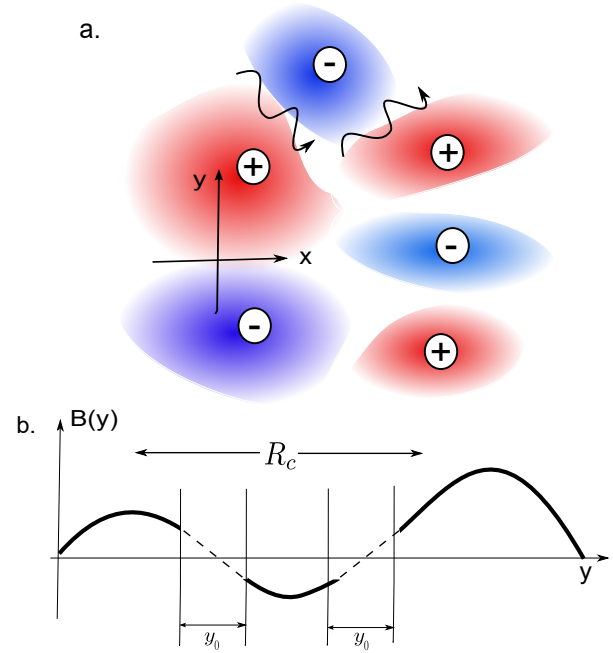 a.
-
+
+
y
-
x
-
+
b.
B(y)
R_c
y
y_0
y_0